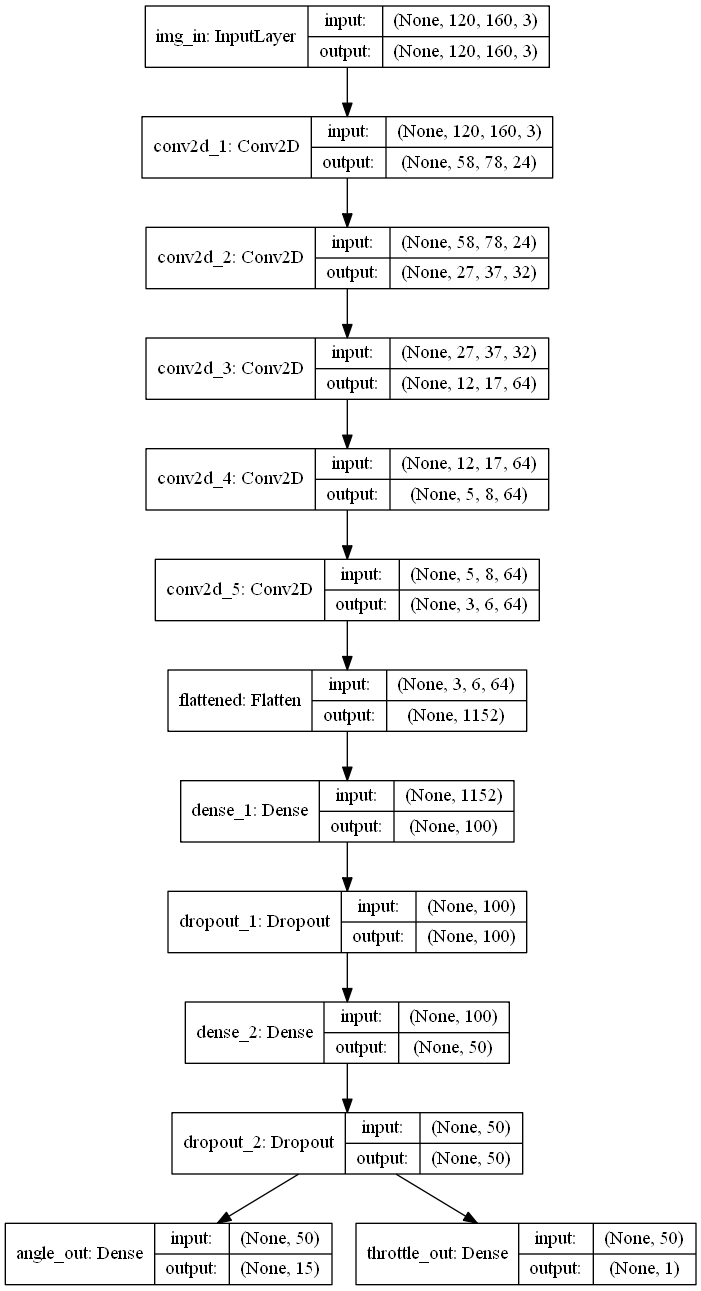 img_in: InputLayer
input: (None, 120, 160, 3)
output: (None, 120, 160, 3)
conv2d_1: Conv2D
input: (None, 120, 160, 3)
output: (None, 58, 78, 24)
conv2d_2: Conv2D
input: (None, 58, 78, 24)
output: (None, 27, 37, 32)
conv2d_3: Conv2D
input: (None, 27, 37, 32)
output: (None, 12, 17, 64)
conv2d_4: Conv2D
input: (None, 12, 17, 64)
output: (None, 5, 8, 64)
conv2d_5: Conv2D
input: (None, 5, 8, 64)
output: (None, 3, 6, 64)
flattened: Flatten
input: (None, 3, 6, 64)
output: (None, 1152)
dense_1: Dense
input: (None, 1152)
output: (None, 100)
dropout_1: Dropout
input: (None, 100)
output: (None, 100)
dense_2: Dense
input: (None, 100)
output: (None, 50)
dropout_2: Dropout
input: (None, 50)
output: (None, 50)
angle_out: Dense
input: (None, 50)
output: (None, 15)
throttle_out: Dense
input: (None, 50)
output: (None, 1)